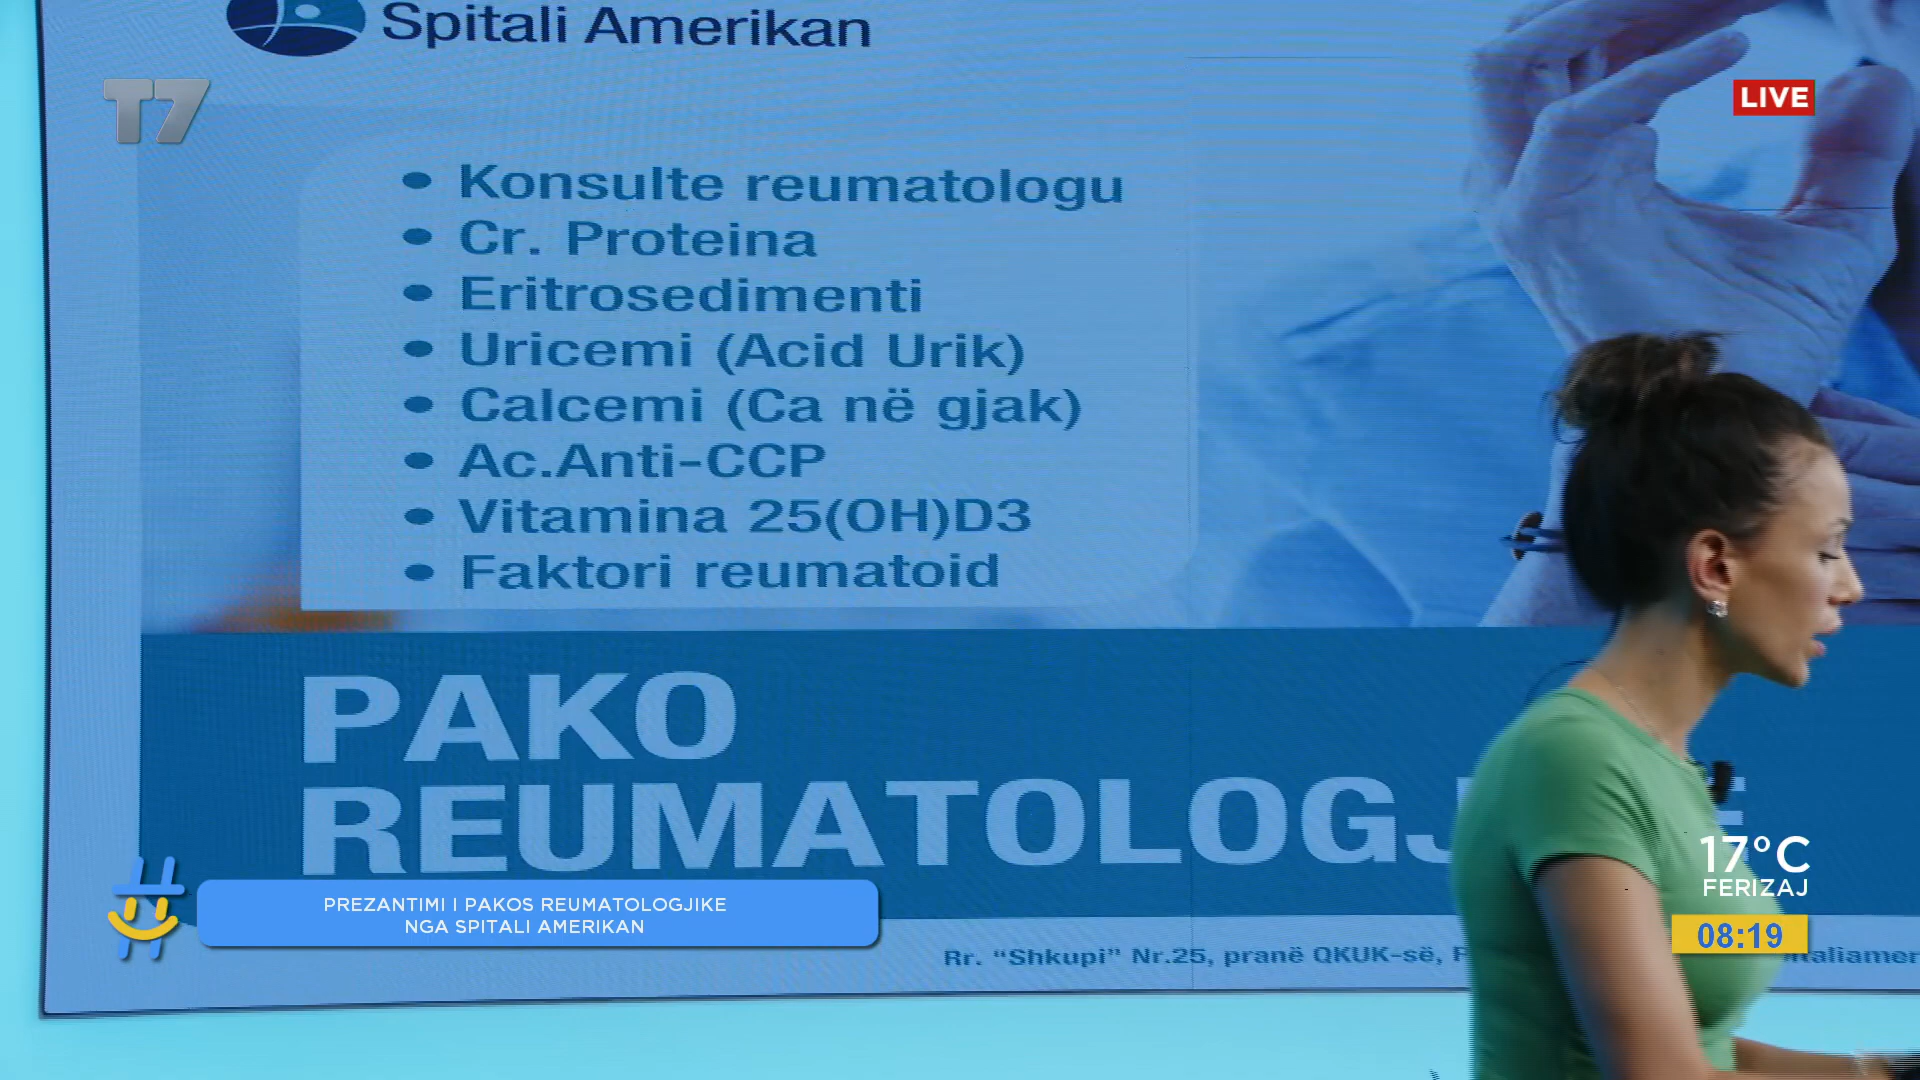 Spitali Amerikan
T7
LIVE
• Konsulte reumatologu
• Cr. Proteina
• Eritrosedimenti
• Uricemi (Acid Urik)
• Calcemi (Ca në gjak)
• Ac.Anti-CCP
• Vitamina 25(OH)D3
• Faktori reumatoid
PAKO
REUMATOLOGJ
17°C
FERIZAJ
PREZANTIMI I PAKOS REUMATOLOGJIKE
NGA SPITALI AMERIKAN
08:19
Rr. “Shkupi” Nr.25, pranë QKUK-së,